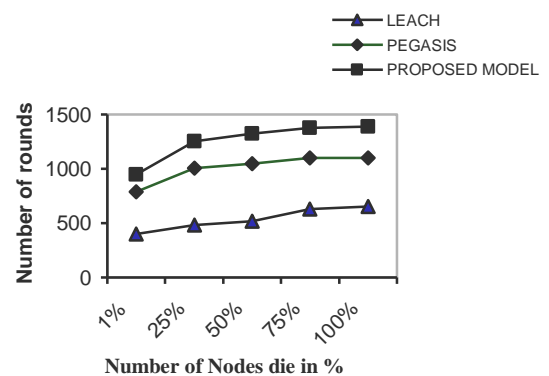 LEACH
PEGASIS
PROPOSED MODEL
Number of rounds
1500
1000
500
0
1%
25%
50%
75%
100%
Number of Nodes die in %